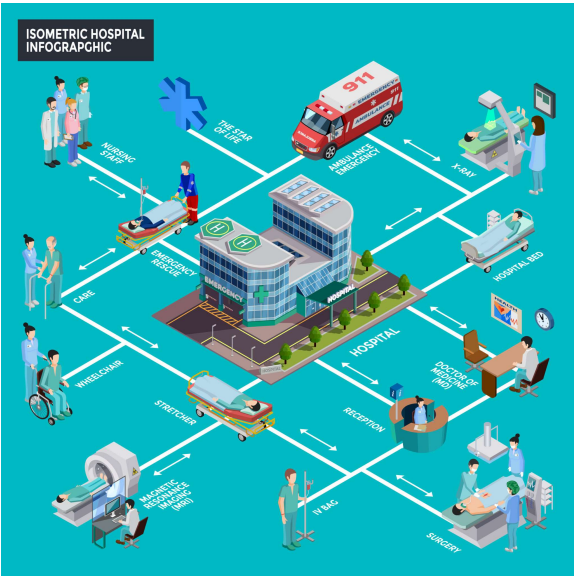 ISOMETRIC HOSPITAL
INFOGRAPGHIC
911
EMERGENCY
AMBULANCE
911
THE STAR
OF LIFE
NURSING
STAFF
AMBULANCE
EMERGENCY
X-RAY
EMERGENCY
RESCUE
H
H
EMERGENCY
HOSPITAL
HOSPITAL BED
CARE
HOSPITAL
DOCTOR OF
MEDICINE
(MD)
WHEELCHAIR
STRETCHER
RECEPTION
MAGNETIC
RESONANCE
IMAGING
(MRI)
IV BAG
SURGERY